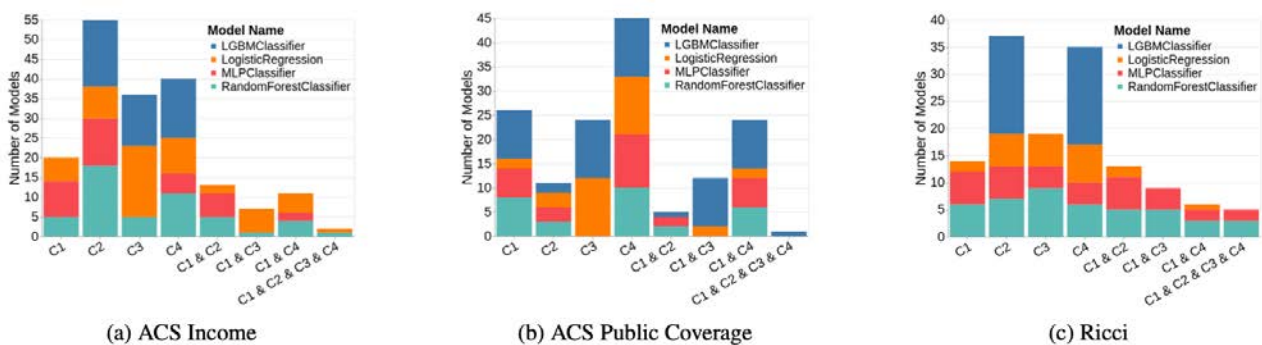 55
50
45
40
35
30
25
20
15
10
5
0
Number of Models
Model Name
LGBMClassifier
LogisticRegression
MLPClassifier
RandomForestClassifier
C1
C2
C3
C4
C1 & C2
C1 & C3
C1 & C4
C1 & C2 & C3 & C4
(a) ACS Income
45
40
35
30
25
20
15
10
5
0
Number of Models
Model Name
LGBMClassifier
LogisticRegression
MLPClassifier
RandomForestClassifier
C1
C2
C3
C4
C1 & C2
C1 & C3
C1 & C4
C1 & C2 & C3 & C4
(b) ACS Public Coverage
40
35
30
25
20
15
10
5
0
Number of Models
Model Name
LGBMClassifier
LogisticRegression
MLPClassifier
RandomForestClassifier
C1
C2
C3
C4
C1 & C2
C1 & C3
C1 & C4
C1 & C2 & C3 & C4
(c) Ricci